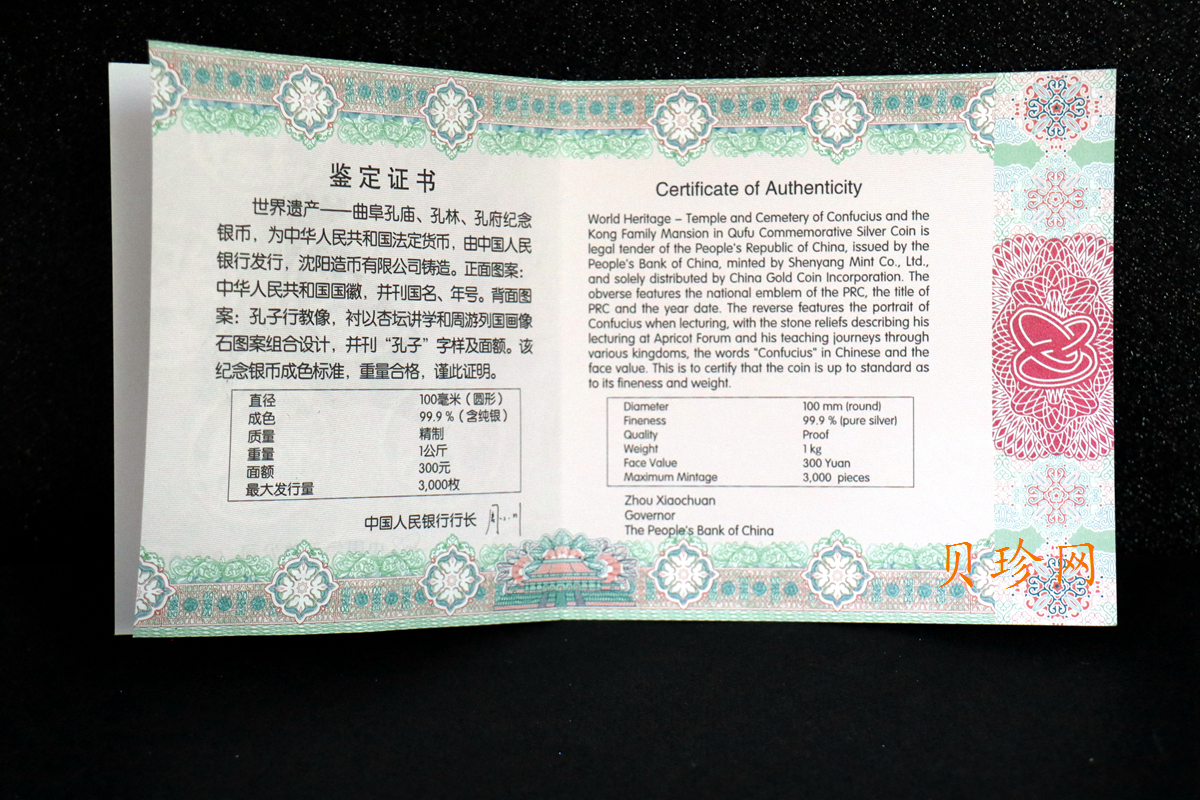 鉴定证书
世界遗产——曲阜孔庙、孔林、孔府纪念
银币，为中华人民共和国法定货币，由中国人民
银行发行，沈阳造币有限公司铸造。正面图案：
中华人民共和国国徽，并刊国名、年号。背面图
案：孔子行教像，衬以杏坛讲学和周游列国画像
石图案组合设计，并刊“孔子”字样及面额。该
纪念银币成色标准，重量合格，谨此证明。
直径 100毫米（圆形）
成色 99.9％（含纯银）
质量 精制
重量 1公斤
面额 300元
最大发行量 3,000枚
中国人民银行行长
Certificate of Authenticity
World Heritage – Temple and Cemetery of Confucius and the
Kong Family Mansion in Qufu Commemorative Silver Coin is
legal tender of the People's Republic of China, issued by the
People's Bank of China, minted by Shenyang Mint Co., Ltd.,
and solely distributed by China Gold Coin Incorporation. The
obverse features the national emblem of the PRC, the title of
PRC and the year date. The reverse features the portrait of
Confucius when lecturing, with the stone reliefs describing his
lecturing at Apricot Forum and his teaching journeys through
various kingdoms, the words "Confucius" in Chinese and the
face value. This is to certify that the coin is up to standard as
to its fineness and weight.
Diameter 100 mm (round)
Fineness 99.9 % (pure silver)
Quality Proof
Weight 1 kg
Face Value 300 Yuan
Maximum Mintage 3,000 pieces
Zhou Xiaochuan
Governor
The People's Bank of China
贝珍网